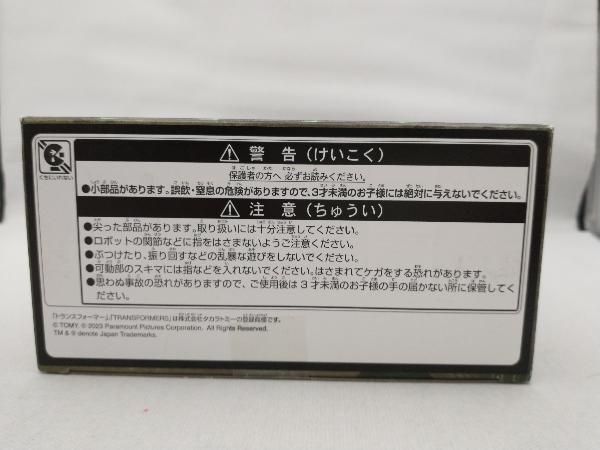 くちにいれない
警告（けいこく）
保護者の方へ 必ずお読みください。
●小部品があります。誤飲・窒息の危険がありますので、3才未満のお子様には絶対に与えないでください。
注意（ちゅうい）
●尖った部品があります。取り扱いには十分注意してください。
●ロボットの関節などに指をはさまないようご注意ください。
●ぶつけたり、振り回すなどの乱暴な遊びをしないでください。
●可動部のスキマには指などを入れないでください。はさまれてケガをする恐れがあります。
●思わぬ事故の恐れがありますので、ご使用後は3才未満のお子様の手の届かない所に保管してく
ださい。
「トランスフォーマー」、「TRANSFORMERS」は株式会社タカラトミーの登録商標です。
© TOMY. © 2023 Paramount Pictures Corporation. All Rights Reserved.
TM & ® denote Japan Trademarks.